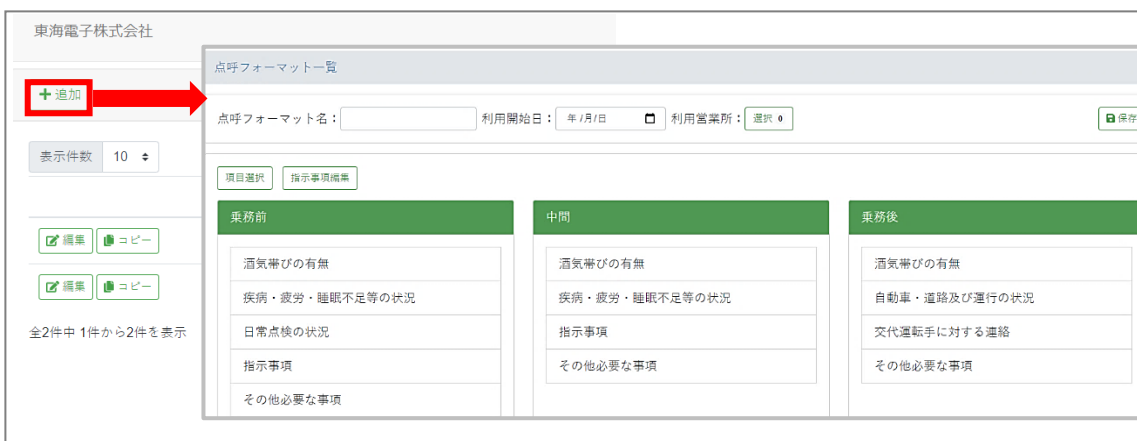 東海電子株式会社
追加
表示件数 10
編集 コピー
編集 コピー
全2件中 1件から2件を表示
点呼フォーマット一覧
点呼フォーマット名： 利用開始日： 年/月/日 利用営業所： 選択 0 保存
項目選択 指示事項編集
乗務前
酒気帯びの有無
疾病・疲労・睡眠不足等の状況
日常点検の状況
指示事項
その他必要な事項
中間
酒気帯びの有無
疾病・疲労・睡眠不足等の状況
指示事項
その他必要な事項
乗務後
酒気帯びの有無
自動車・道路及び運行の状況
交代運転手に対する連絡
その他必要な事項